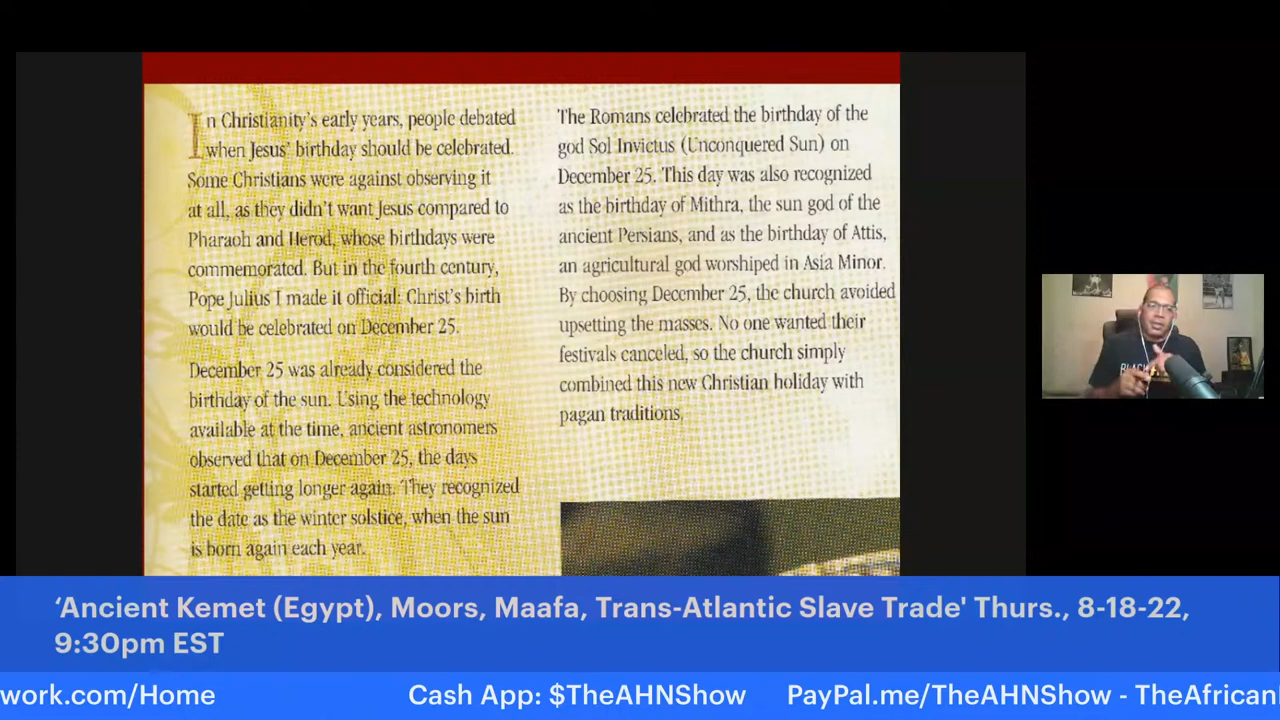 In Christianity's early years, people debated
when Jesus' birthday should be celebrated.
Some Christians were against observing it
at all, as they didn't want Jesus compared to
Pharaoh and Herod, whose birthdays were
commemorated. But in the fourth century,
Pope Julius I made it official: Christ's birth
would be celebrated on December 25.
December 25 was already considered the
birthday of the sun. Using the technology
available at the time, ancient astronomers
observed that on December 25, the days
started getting longer again. They recognized
the date as the winter solstice, when the sun
is born again each year.
The Romans celebrated the birthday of the
god Sol Invictus (Unconquered Sun) on
December 25. This day was also recognized
as the birthday of Mithra, the sun god of the
ancient Persians, and as the birthday of Attis,
an agricultural god worshiped in Asia Minor.
By choosing December 25, the church avoided
upsetting the masses. No one wanted their
festivals canceled, so the church simply
combined this new Christian holiday with
pagan traditions.
BLACK
‘Ancient Kemet (Egypt), Moors, Maafa, Trans-Atlantic Slave Trade' Thurs., 8-18-22,
9:30pm EST
work.com/Home Cash App: $TheAHNShow PayPal.me/TheAHNShow - TheAfrican